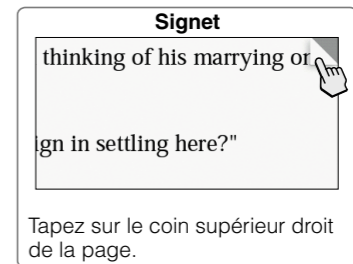 Signet
thinking of his marrying or
ign in settling here?"
Tapez sur le coin supérieur droit
de la page.